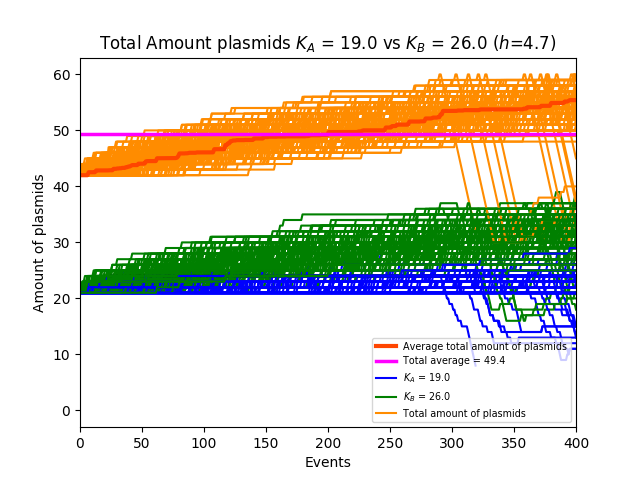 Total Amount plasmids K_A = 19.0 vs K_B = 26.0 (h=4.7)
60
50
40
30
20
10
0
Amount of plasmids
Average total amount of plasmids
Total average = 49.4
K_A = 19.0
K_B = 26.0
Total amount of plasmids
0 50 100 150 200 250 300 350 400
Events